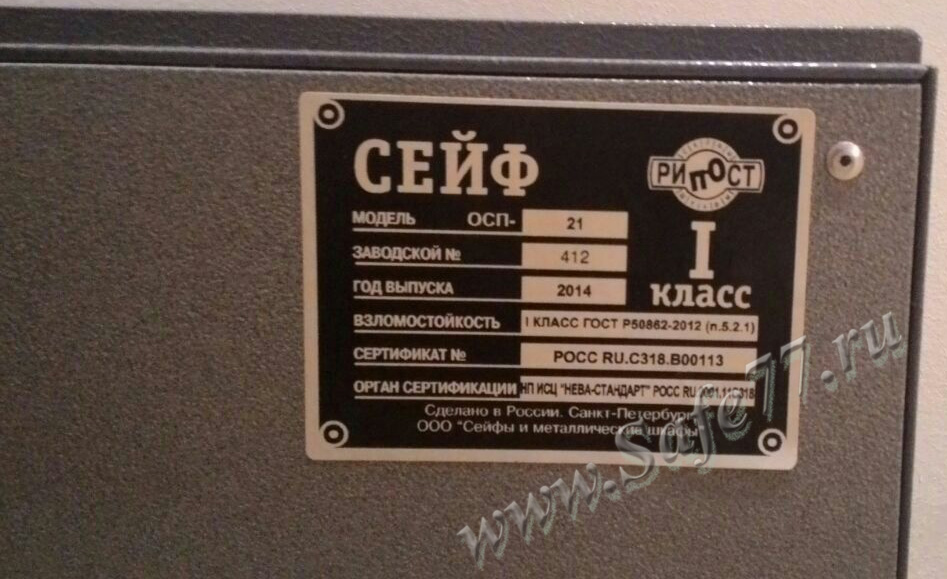 СЕЙФ
РИПОСТ
I
КЛАСС
МОДЕЛЬ ОСП- 21
ЗАВОДСКОЙ № 412
ГОД ВЫПУСКА 2014
ВЗЛОМОСТОЙКОСТЬ I КЛАСС ГОСТ Р50862-2012 (п.5.2.1)
СЕРТИФИКАТ № РОСС RU.C318.B00113
ОРГАН СЕРТИФИКАЦИИ НП ИСЦ "НЕВА-СТАНДАРТ" РОСС RU.0001.11С318
Сделано в России. Санкт-Петербург
ООО "Сейфы и металлические шкафы"
www.Safe77.ru